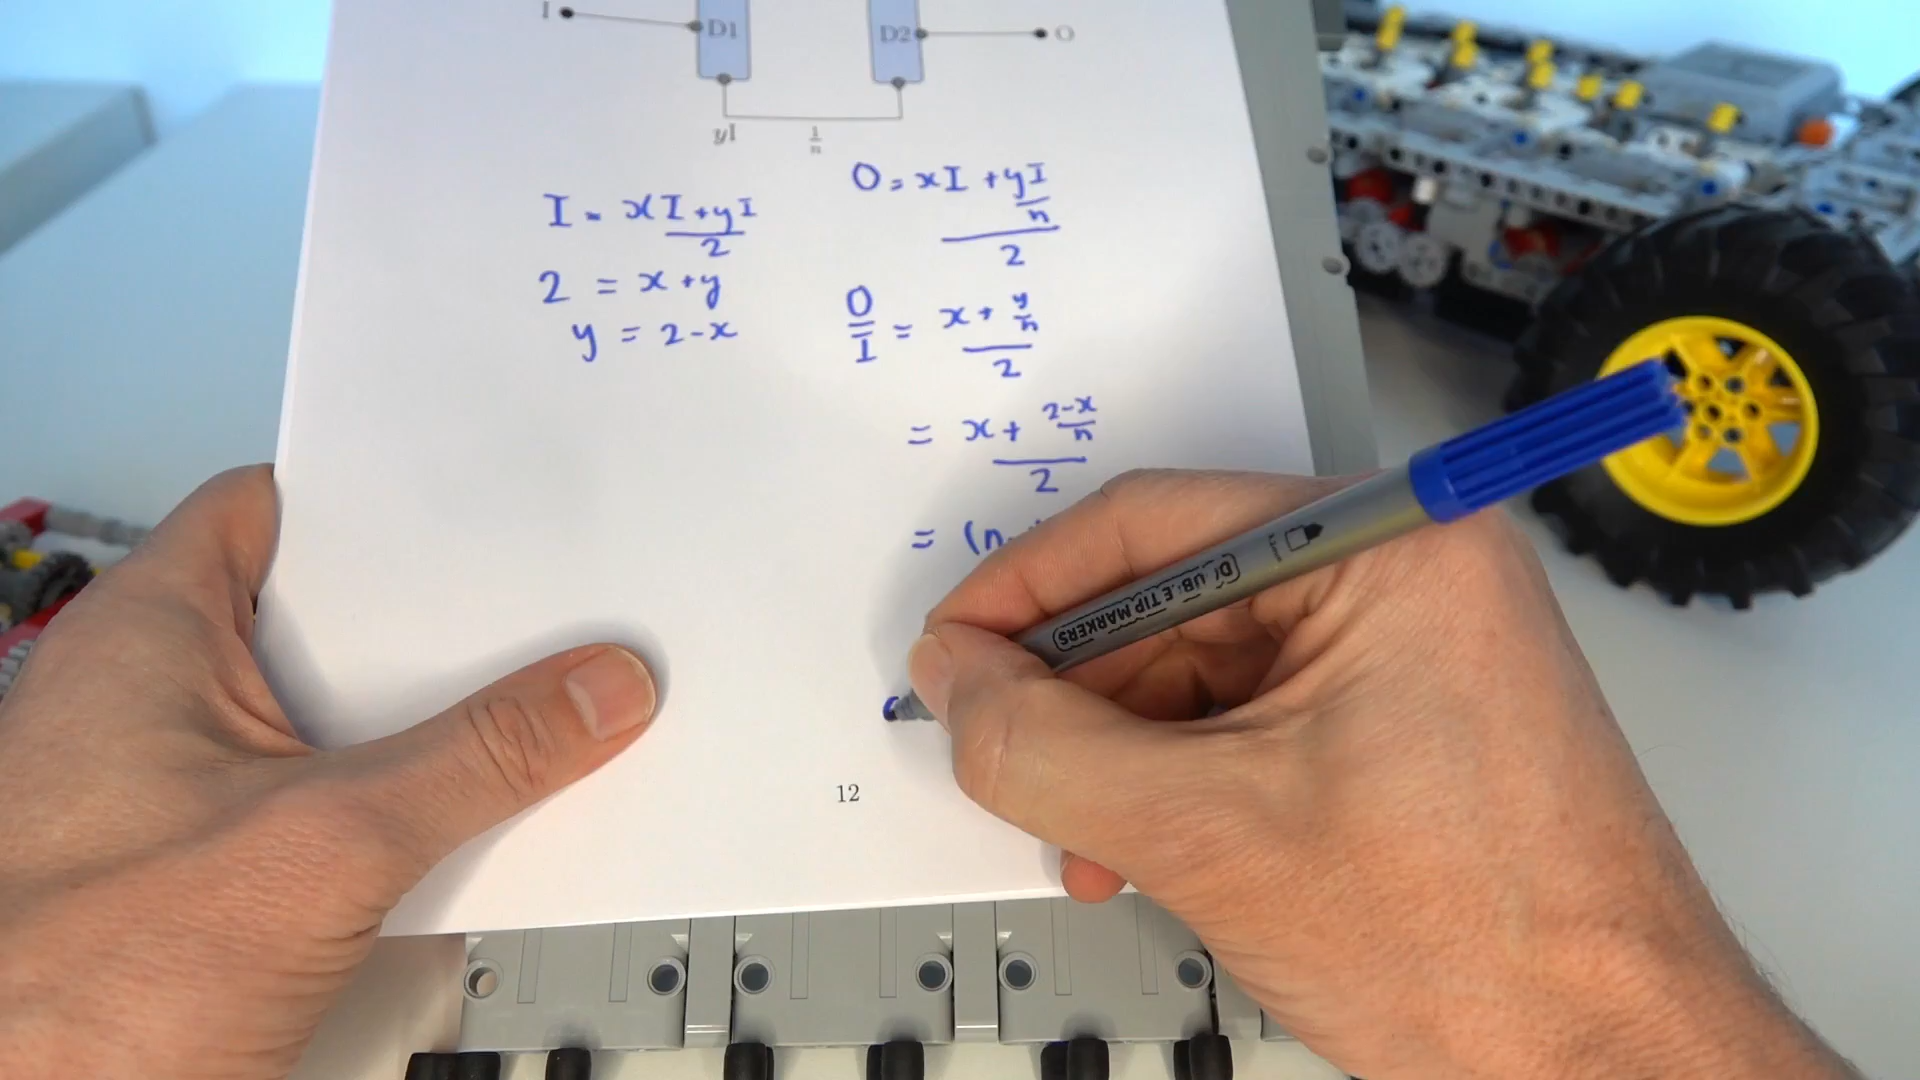 I D1 D2 O
yI 1/n
I = xI + yI
2
2 = x + y
y = 2 - x
O = xI + yI
n
2
O/I = x + y/n
2
= x + 2-x
n
2
= (n
DOUBLE TIP MARKERS
12